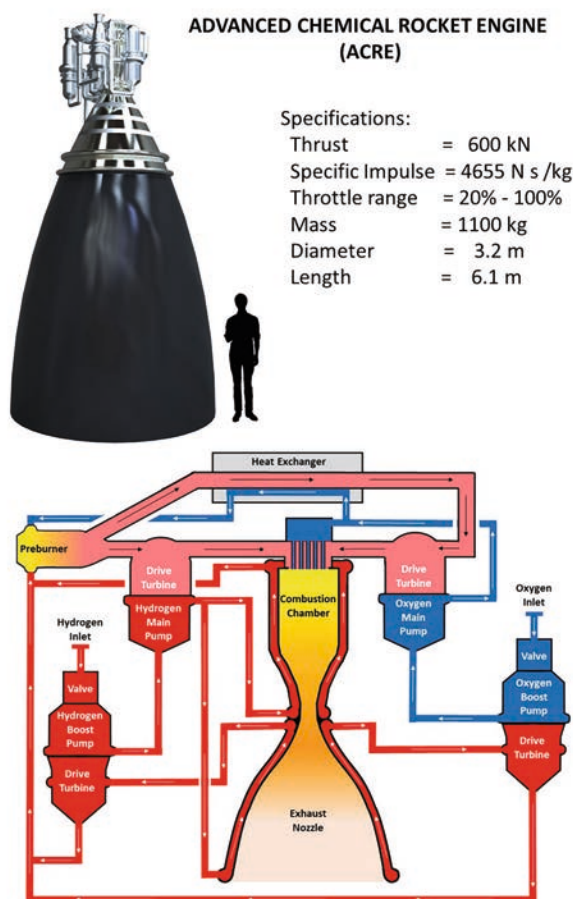 ADVANCED CHEMICAL ROCKET ENGINE
(ACRE)
Specifications:
Thrust = 600 kN
Specific Impulse = 4655 N s /kg
Throttle range = 20% - 100%
Mass = 1100 kg
Diameter = 3.2 m
Length = 6.1 m
Heat Exchanger
Preburner
Drive
Turbine
Hydrogen
Main
Pump
Combustion
Chamber
Drive
Turbine
Oxygen
Main
Pump
Hydrogen
Inlet
Valve
Hydrogen
Boost
Pump
Drive
Turbine
Oxygen
Inlet
Valve
Oxygen
Boost
Pump
Drive
Turbine
Exhaust
Nozzle